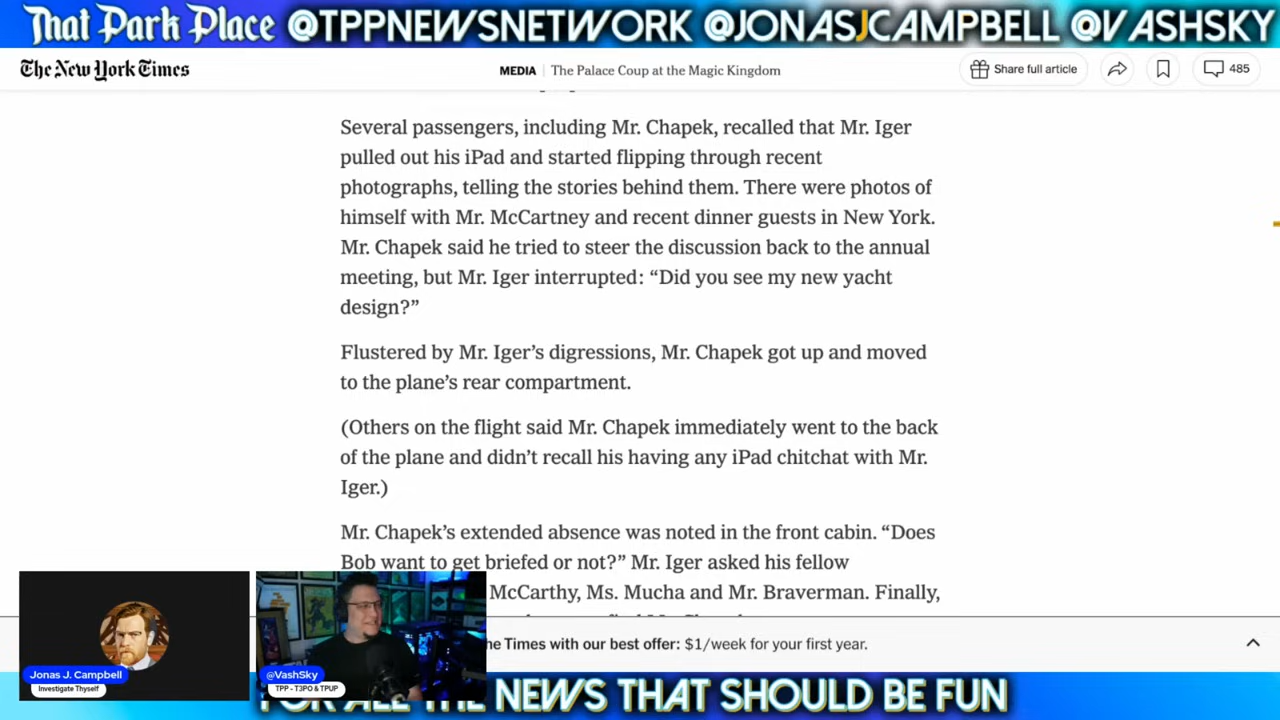 That Park Place @TPPNEWSNETWORK @JONASJCAMPBELL @VASHSKY
The New York Times
MEDIA | The Palace Coup at the Magic Kingdom
Share full article
485
Several passengers, including Mr. Chapek, recalled that Mr. Iger
pulled out his iPad and started flipping through recent
photographs, telling the stories behind them. There were photos of
himself with Mr. McCartney and recent dinner guests in New York.
Mr. Chapek said he tried to steer the discussion back to the annual
meeting, but Mr. Iger interrupted: “Did you see my new yacht
design?”
Flustered by Mr. Iger’s digressions, Mr. Chapek got up and moved
to the plane’s rear compartment.
(Others on the flight said Mr. Chapek immediately went to the back
of the plane and didn’t recall his having any iPad chitchat with Mr.
Iger.)
Mr. Chapek’s extended absence was noted in the front cabin. “Does
Bob want to get briefed or not?” Mr. Iger asked his fellow
McCarthy, Ms. Mucha and Mr. Braverman. Finally,
Times with our best offer: $1/week for your first year.
Jonas J. Campbell
Investigate Thyself
@VashSky
TPP - T3PO & TPUP
FOR ALL THE NEWS THAT SHOULD BE FUN